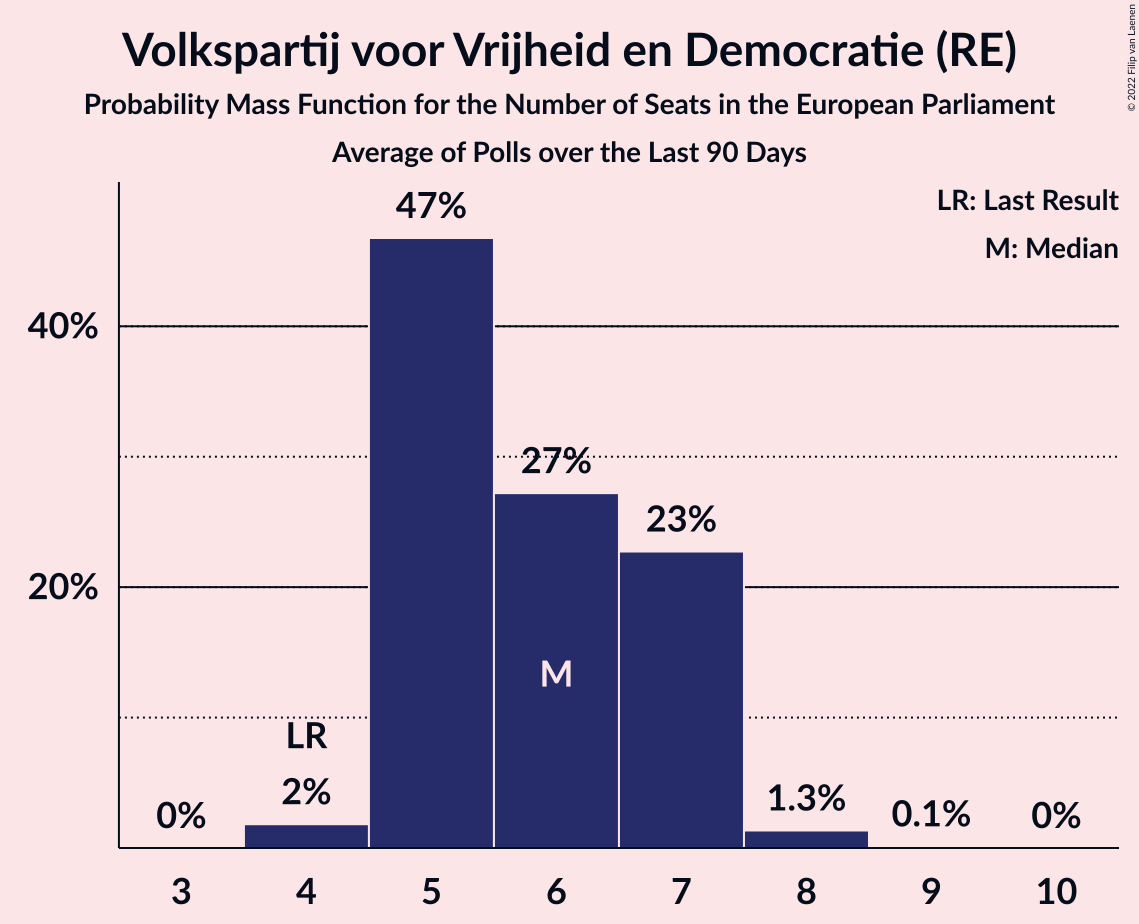 Volkspartij voor Vrijheid en Democratie (RE)
Probability Mass Function for the Number of Seats in the European Parliament
Average of Polls over the Last 90 Days
© 2022 Filip van Laenen
LR: Last Result
M: Median
47%
40%
27%
23%
20%
M
LR
0%
2%
1.3%
0.1%
0%
3 4 5 6 7 8 9 10